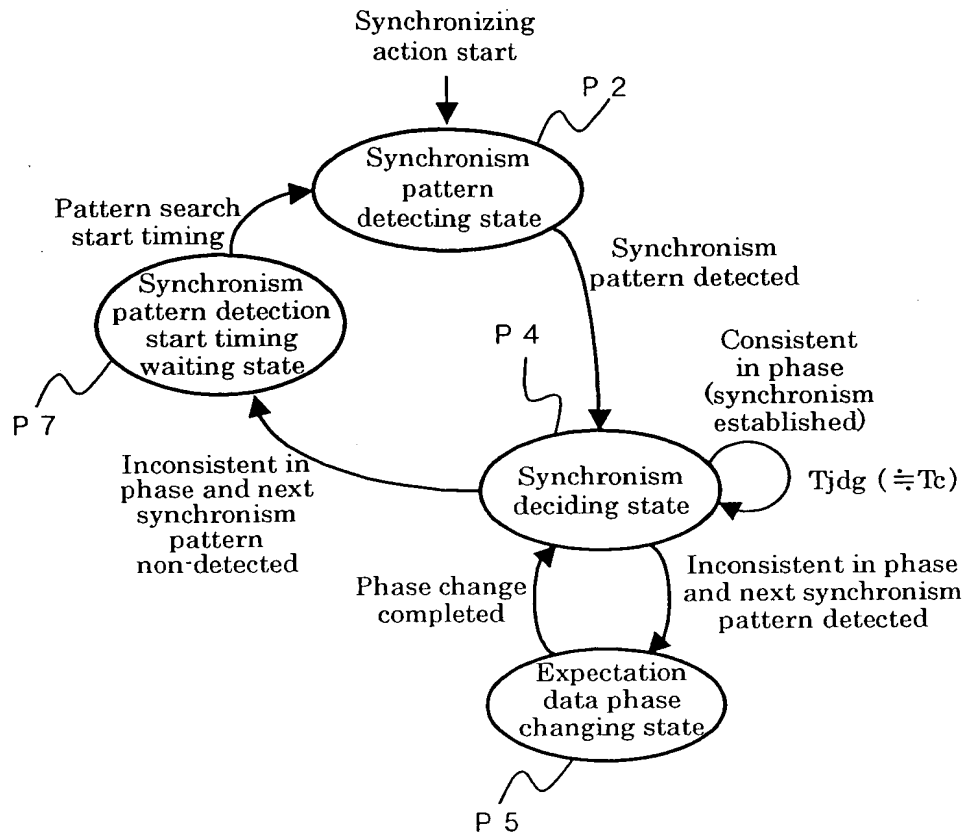 Synchronizing
action start
P 2
Synchronism
pattern
detecting state
Pattern search
start timing
Synchronism
pattern detected
Synchronism
pattern detection
start timing
waiting state
P 7
P 4
Consistent
in phase
(synchronism
established)
Inconsistent in
phase and next
synchronism
pattern
non-detected
Synchronism
deciding state
Tjdg (≒Tc)
Phase change
completed
Inconsistent in phase
and next synchronism
pattern detected
Expectation
data phase
changing state
P 5